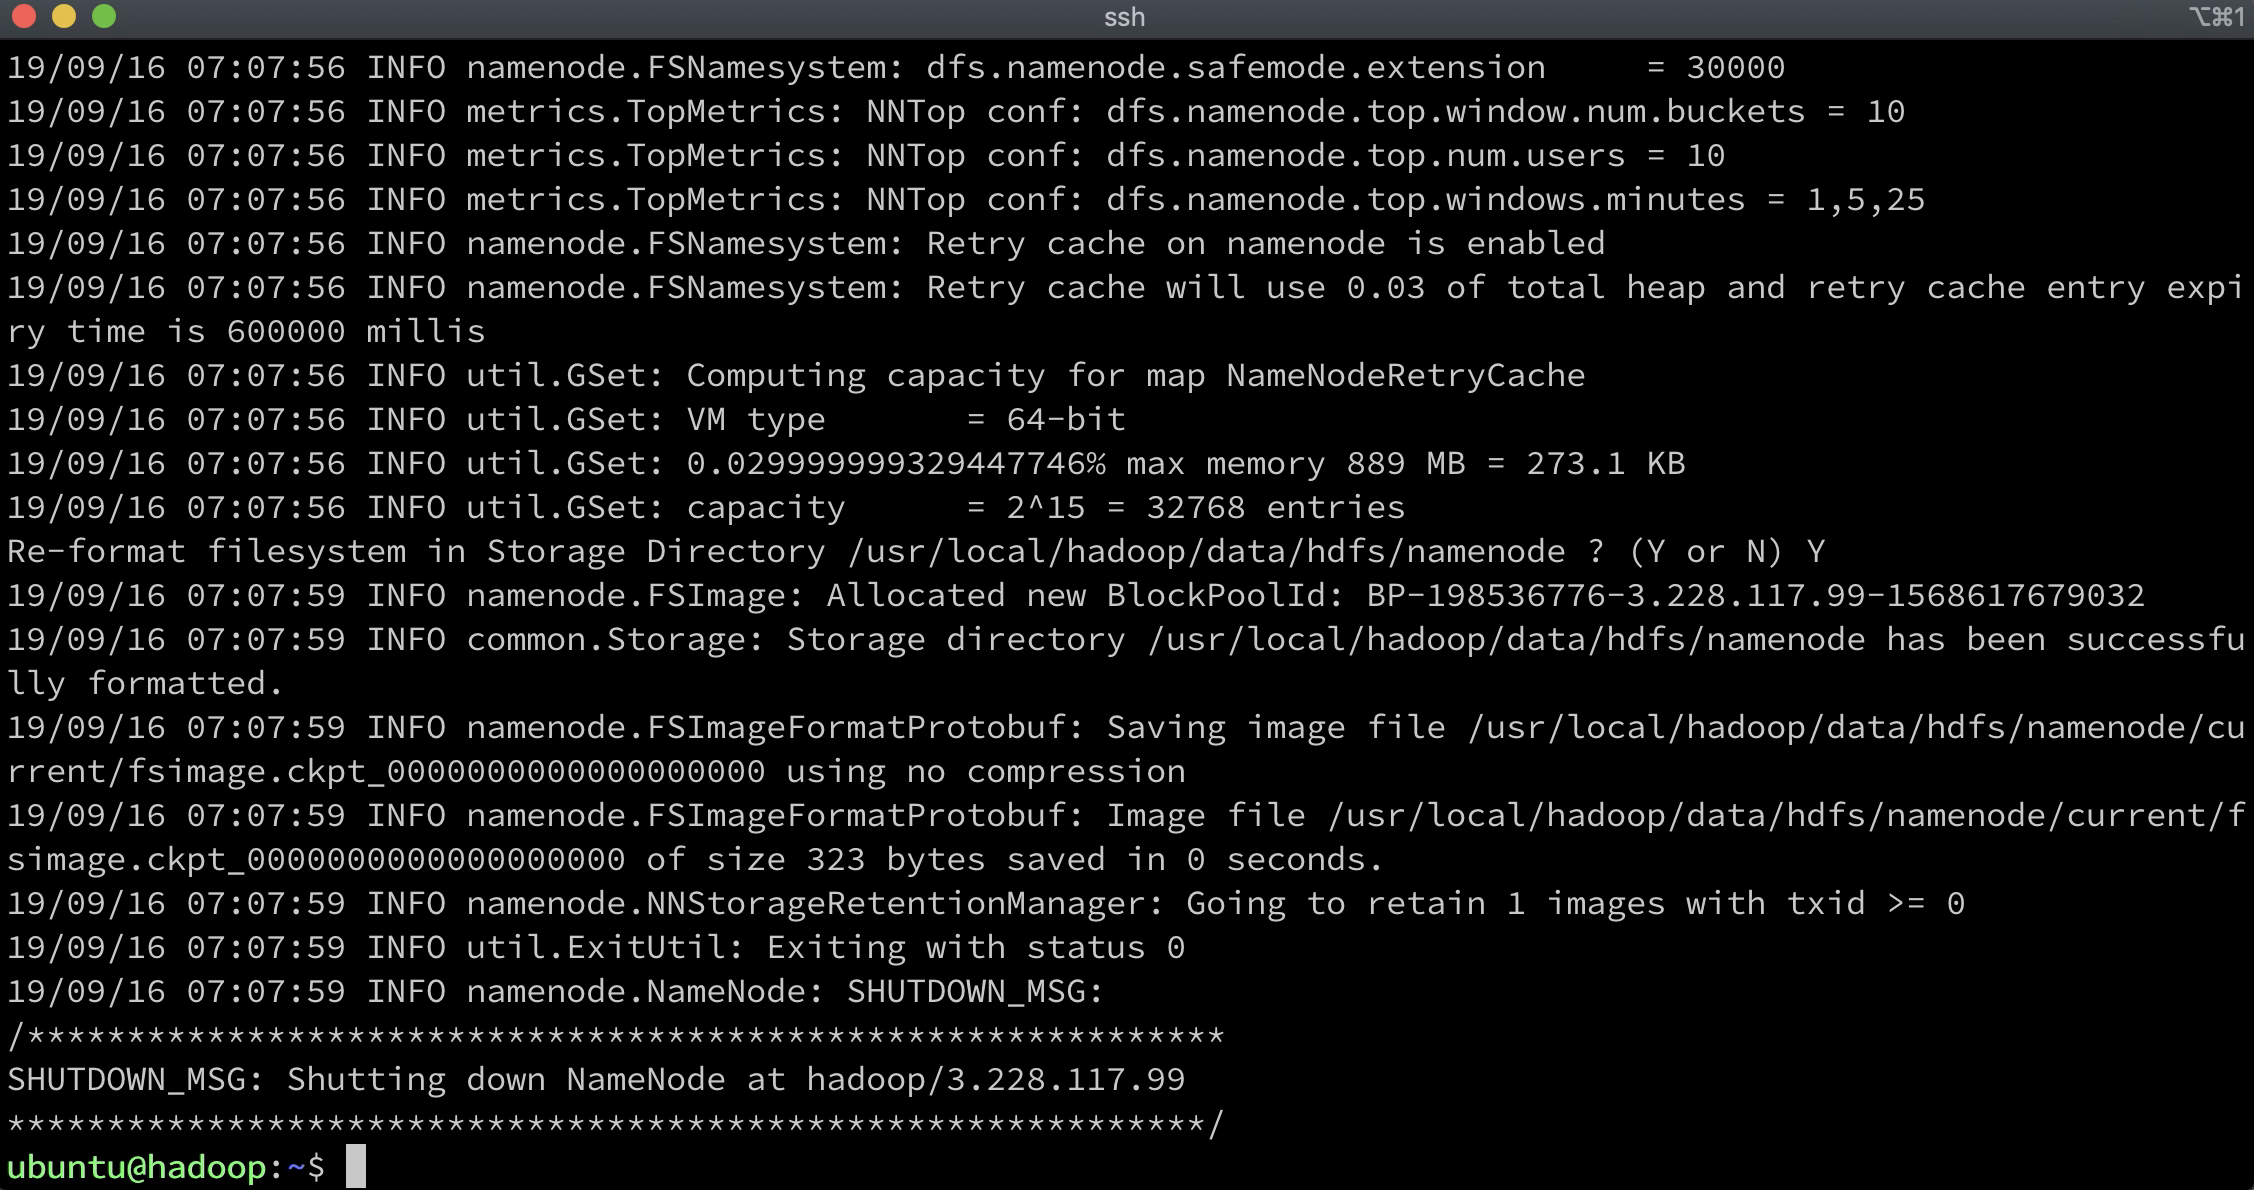 ssh
⌥⌘1
19/09/16 07:07:56 INFO namenode.FSNamesystem: dfs.namenode.safemode.extension     = 30000
19/09/16 07:07:56 INFO metrics.TopMetrics: NNTop conf: dfs.namenode.top.window.num.buckets = 10
19/09/16 07:07:56 INFO metrics.TopMetrics: NNTop conf: dfs.namenode.top.num.users = 10
19/09/16 07:07:56 INFO metrics.TopMetrics: NNTop conf: dfs.namenode.top.windows.minutes = 1,5,25
19/09/16 07:07:56 INFO namenode.FSNamesystem: Retry cache on namenode is enabled
19/09/16 07:07:56 INFO namenode.FSNamesystem: Retry cache will use 0.03 of total heap and retry cache entry expi
ry time is 600000 millis
19/09/16 07:07:56 INFO util.GSet: Computing capacity for map NameNodeRetryCache
19/09/16 07:07:56 INFO util.GSet: VM type       = 64-bit
19/09/16 07:07:56 INFO util.GSet: 0.029999999329447746% max memory 889 MB = 273.1 KB
19/09/16 07:07:56 INFO util.GSet: capacity      = 2^15 = 32768 entries
Re-format filesystem in Storage Directory /usr/local/hadoop/data/hdfs/namenode ? (Y or N) Y
19/09/16 07:07:59 INFO namenode.FSImage: Allocated new BlockPoolId: BP-198536776-3.228.117.99-1568617679032
19/09/16 07:07:59 INFO common.Storage: Storage directory /usr/local/hadoop/data/hdfs/namenode has been successfu
lly formatted.
19/09/16 07:07:59 INFO namenode.FSImageFormatProtobuf: Saving image file /usr/local/hadoop/data/hdfs/namenode/cu
rrent/fsimage.ckpt_0000000000000000000 using no compression
19/09/16 07:07:59 INFO namenode.FSImageFormatProtobuf: Image file /usr/local/hadoop/data/hdfs/namenode/current/f
simage.ckpt_0000000000000000000 of size 323 bytes saved in 0 seconds.
19/09/16 07:07:59 INFO namenode.NNStorageRetentionManager: Going to retain 1 images with txid >= 0
19/09/16 07:07:59 INFO util.ExitUtil: Exiting with status 0
19/09/16 07:07:59 INFO namenode.NameNode: SHUTDOWN_MSG:
/************************************************************
SHUTDOWN_MSG: Shutting down NameNode at hadoop/3.228.117.99
************************************************************/
ubuntu@hadoop:~$